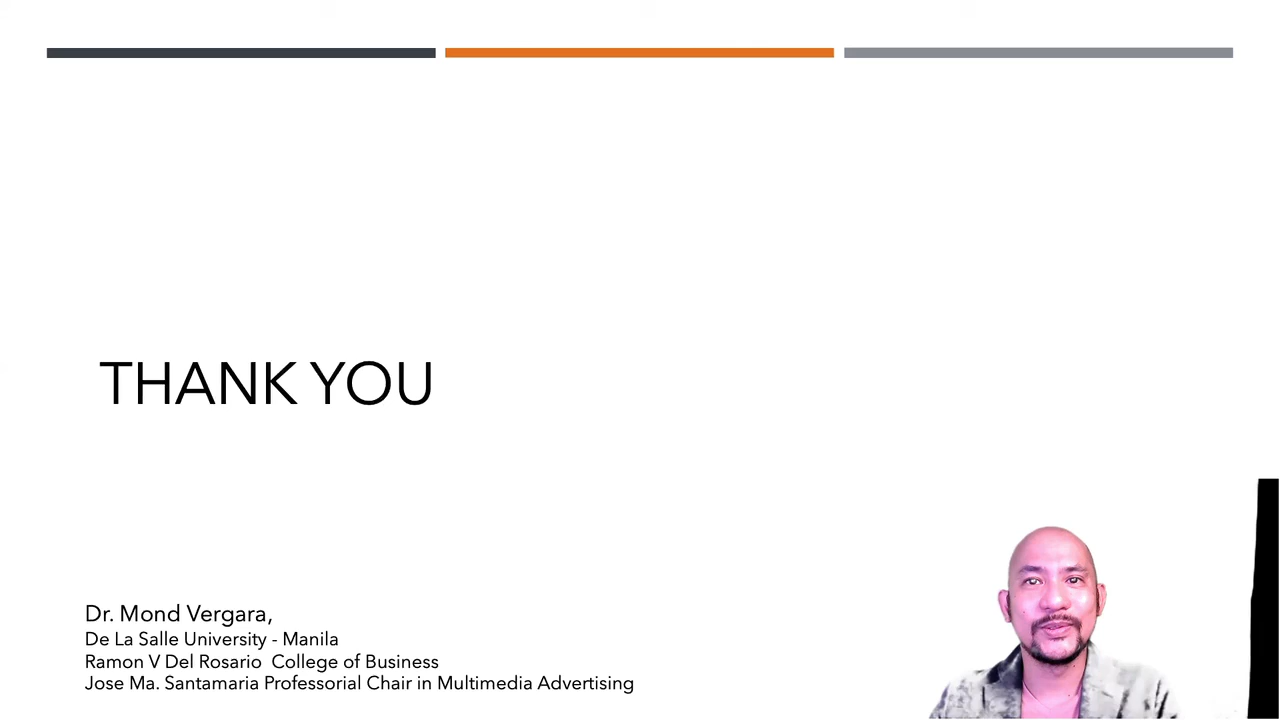 THANK YOU
Dr. Mond Vergara,
De La Salle University - Manila
Ramon V Del Rosario College of Business
Jose Ma. Santamaria Professorial Chair in Multimedia Advertising